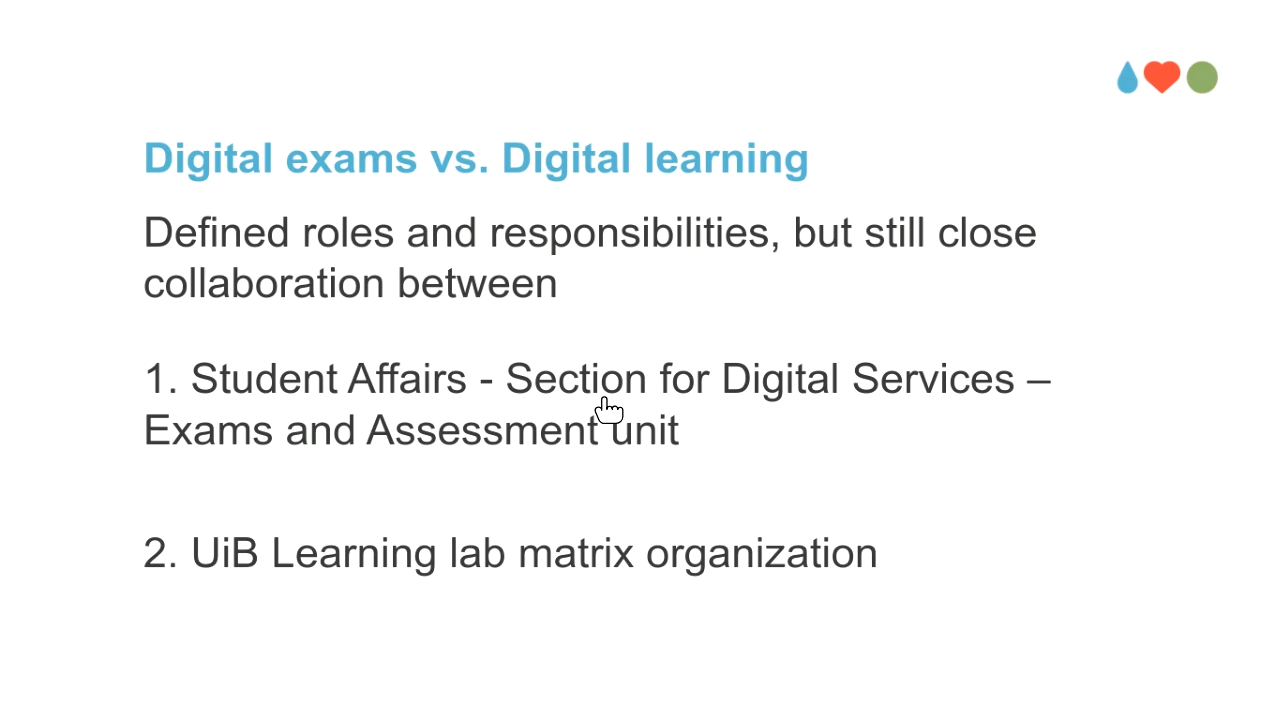 Digital exams vs. Digital learning
Defined roles and responsibilities, but still close
collaboration between
1. Student Affairs - Section for Digital Services –
Exams and Assessment unit
2. UiB Learning lab matrix organization